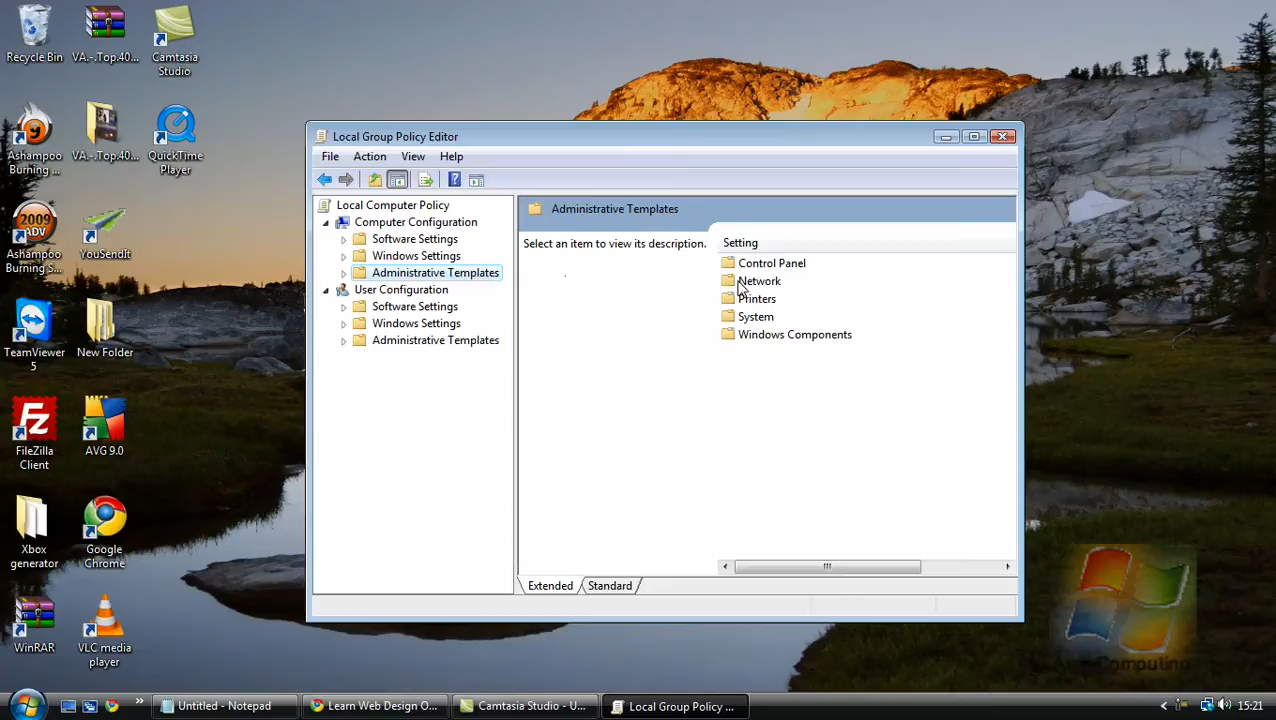 Recycle Bin
VA.-.Top.40...
Camtasia
Studio
Ashampoo
Burning ...
VA.-.Top.40...
QuickTime
Player
2009
ADV
Ashampoo
Burning S...
YouSendIt
TeamViewer
5
New Folder
FileZilla
Client
AVG 9.0
Xbox
generator
Google
Chrome
WinRAR
VLC media
player
Local Group Policy Editor
File Action View Help
Local Computer Policy
Computer Configuration
Software Settings
Windows Settings
Administrative Templates
User Configuration
Software Settings
Windows Settings
Administrative Templates
Administrative Templates
Select an item to view its description.
Setting
Control Panel
Network
Printers
System
Windows Components
Extended Standard
Computing
Untitled - Notepad
Learn Web Design O...
Camtasia Studio - U...
Local Group Policy ...
15:21